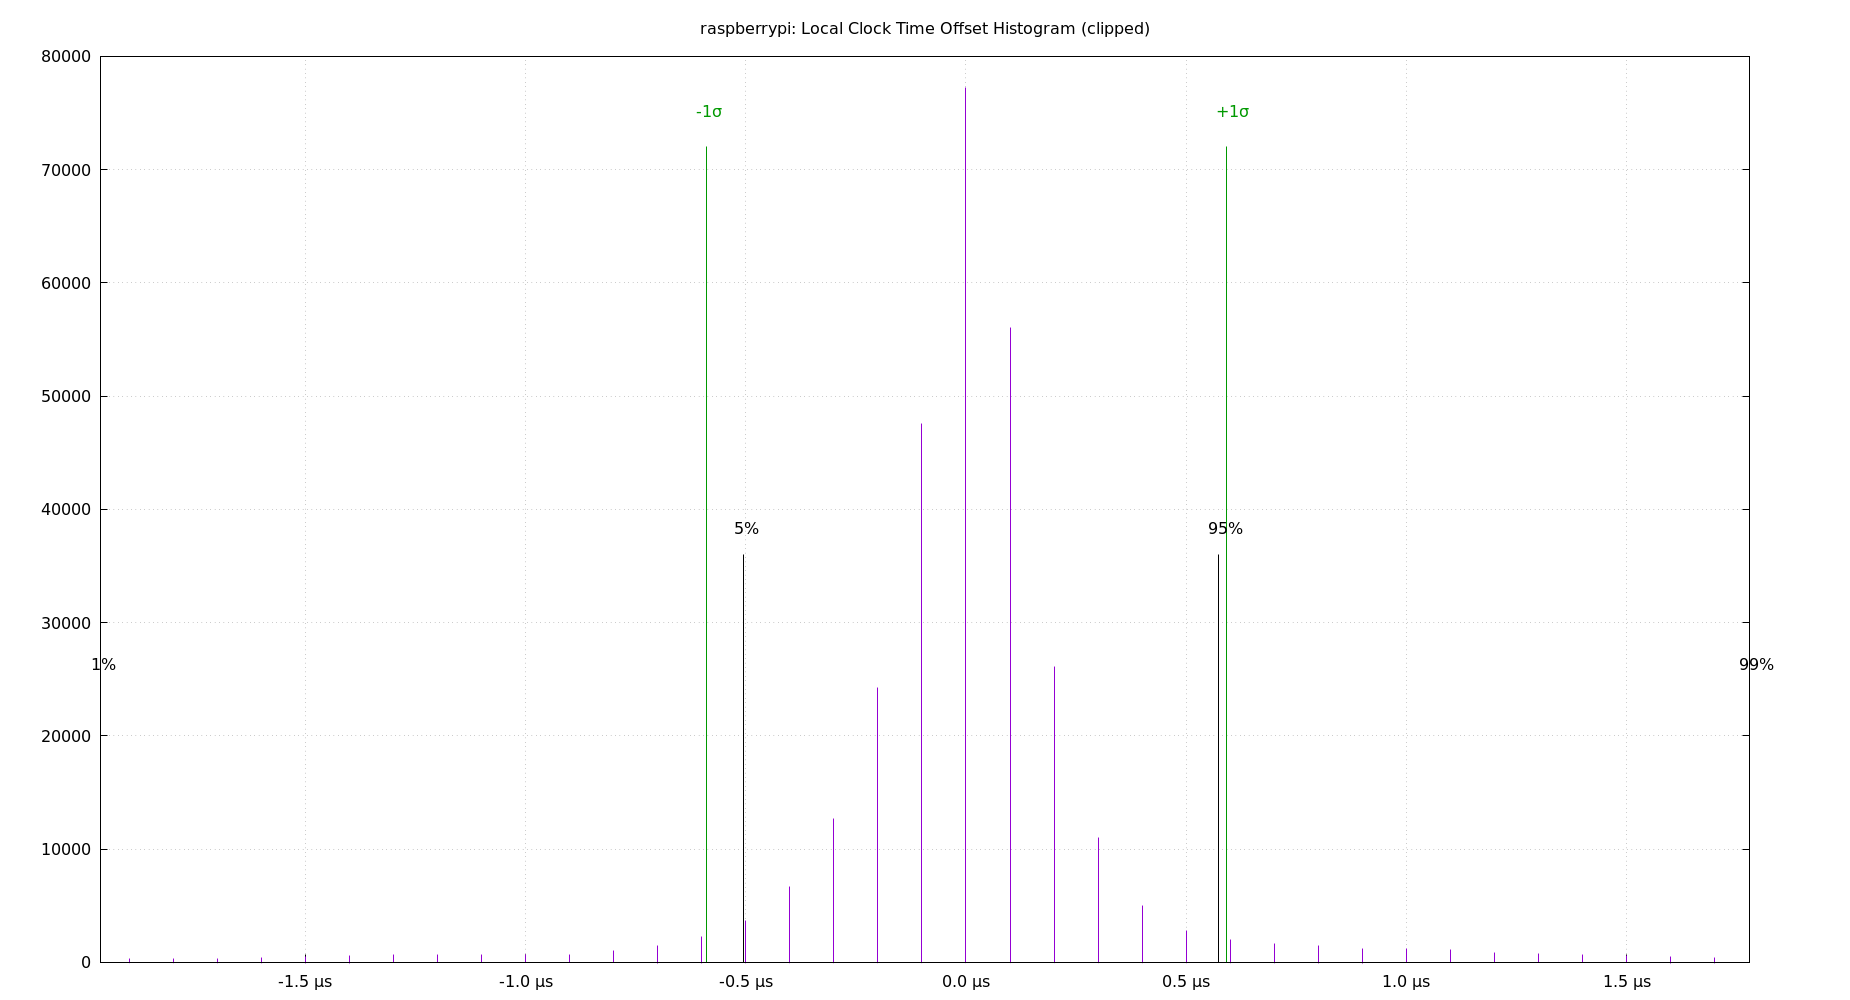 raspberrypi: Local Clock Time Offset Histogram (clipped)
80000
-1σ
+1σ
70000
60000
50000
40000
5%
95%
30000
1%
99%
20000
10000
0
-1.5 µs
-1.0 µs
-0.5 µs
0.0 µs
0.5 µs
1.0 µs
1.5 µs